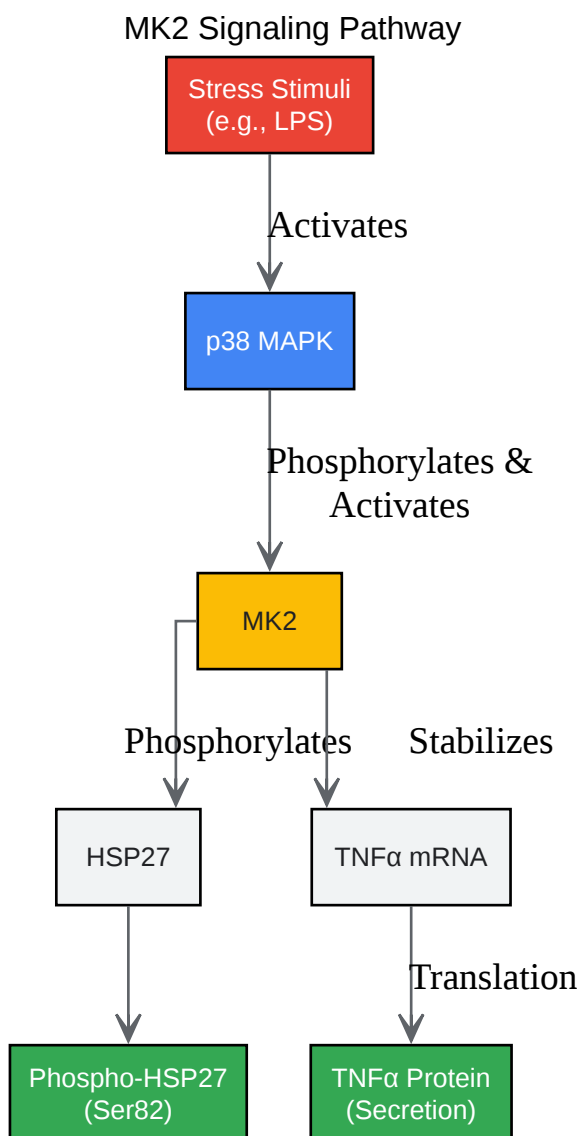 MK2 Signaling Pathway
Stress Stimuli
(e.g., LPS)
Activates
p38 MAPK
Phosphorylates &
Activates
MK2
Phosphorylates
Stabilizes
HSP27
TNFα mRNA
Translation
Phospho-HSP27
(Ser82)
TNFα Protein
(Secretion)